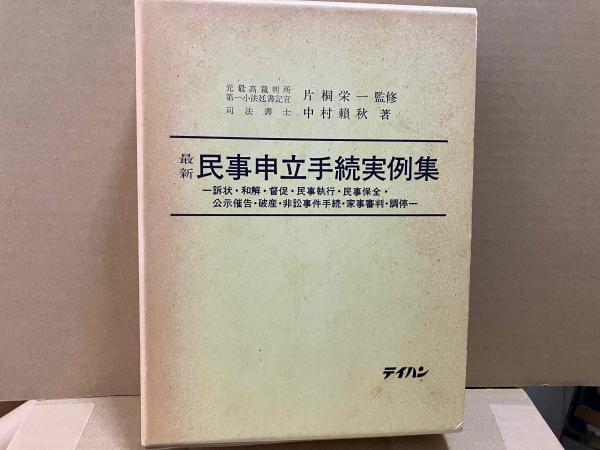 元最高裁判所
第一小法廷書記官 片桐栄一 監修
司法書士 中村頼秋 著
最新 民事申立手続実例集
―訴状・和解・督促・民事執行・民事保全・
公示催告・破産・非訟事件手続・家事審判・調停―
テイハン